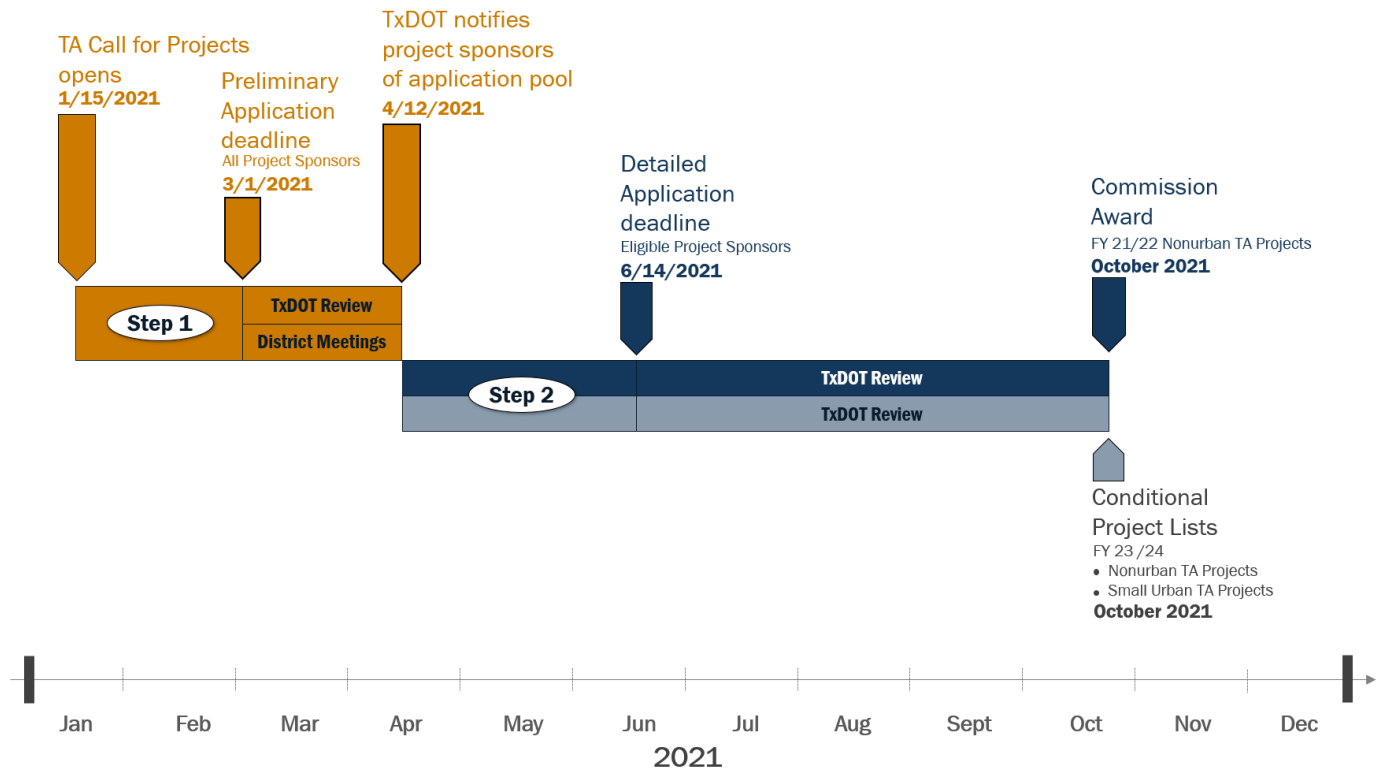 TA Call for Projects
opens
1/15/2021
Preliminary
Application
deadline
All Project Sponsors
3/1/2021
TxDOT notifies
project sponsors
of application pool
4/12/2021
Detailed
Application
deadline
Eligible Project Sponsors
6/14/2021
Commission
Award
FY 21/22 Nonurban TA Projects
October 2021
Step 1
TxDOT Review
District Meetings
Step 2
TxDOT Review
TxDOT Review
Conditional
Project Lists
FY 23 /24
• Nonurban TA Projects
• Small Urban TA Projects
October 2021
Jan Feb Mar Apr May Jun Jul Aug Sept Oct Nov Dec
2021